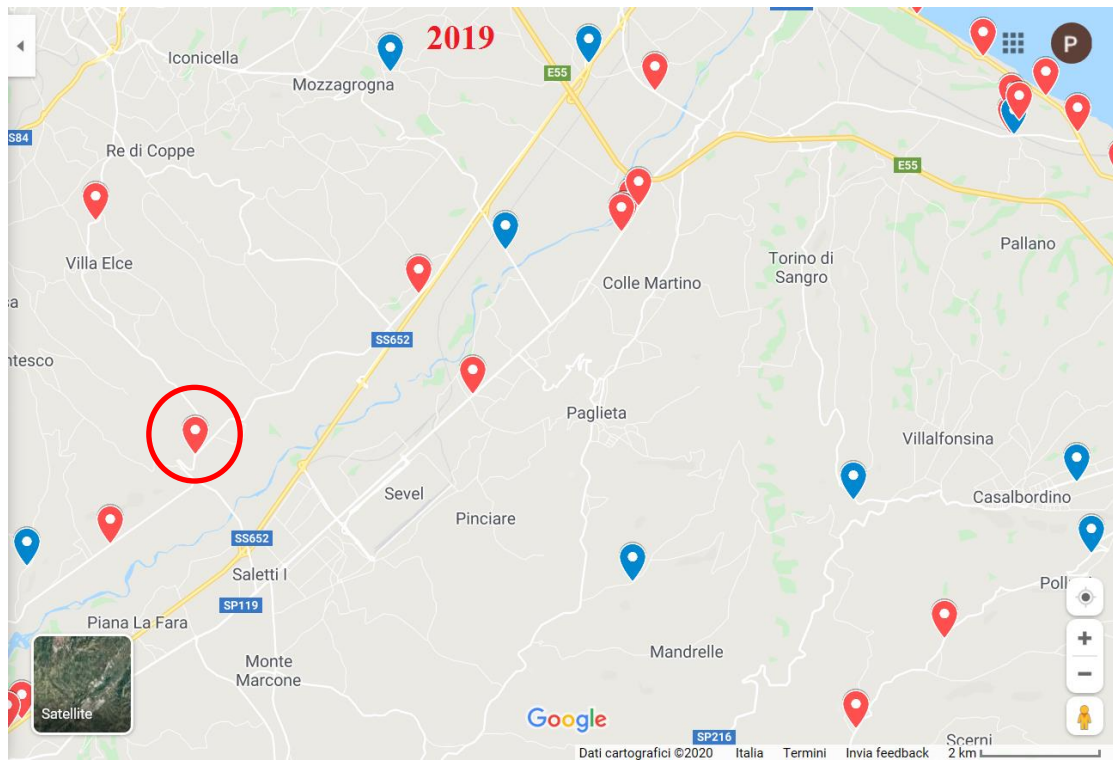 2019
Iconicella
Mozzagrogna
E55
P
SS84
Re di Coppe
E55
Villa Elce
Torino di
Sangro
Pallano
Colle Martino
SS652
ntesco
Paglieta
Villalfonsina
Sevel
Pinciare
Casalbordino
SS652
Saletti I
SP119
Piana La Fara
Mandrelle
Monte
Marcone
Satellite
Google
SP216
Scerni
Dati cartografici ©2020 Italia Termini Invia feedback 2 km